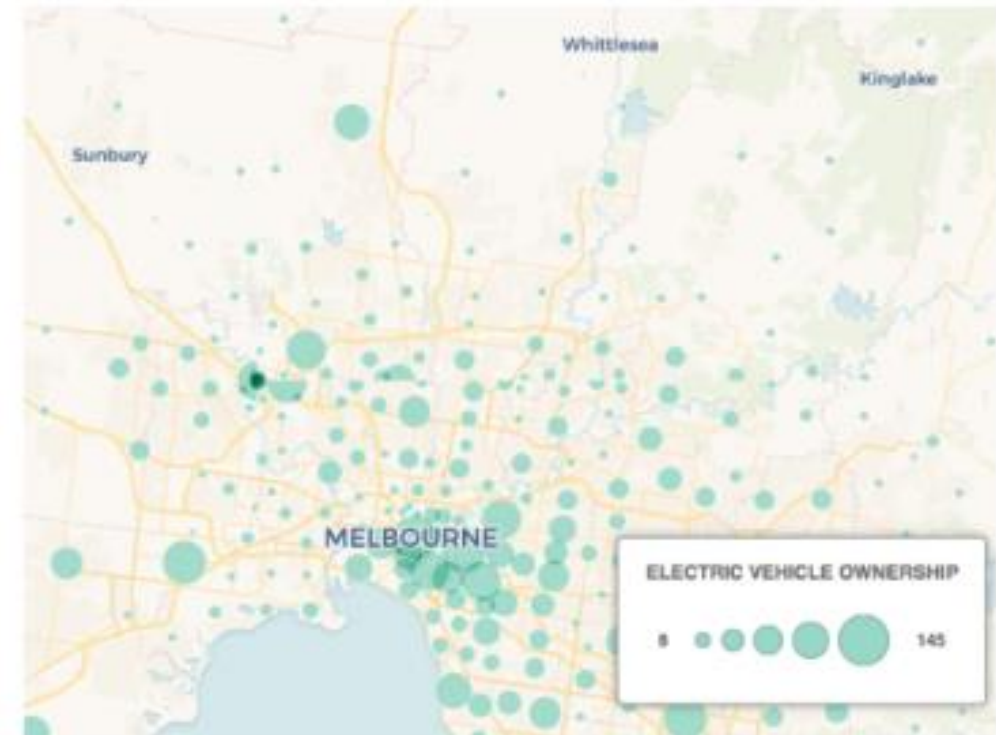 Whittlesea
Kinglake
Sunbury
MELBOURNE
ELECTRIC VEHICLE OWNERSHIP
8 145